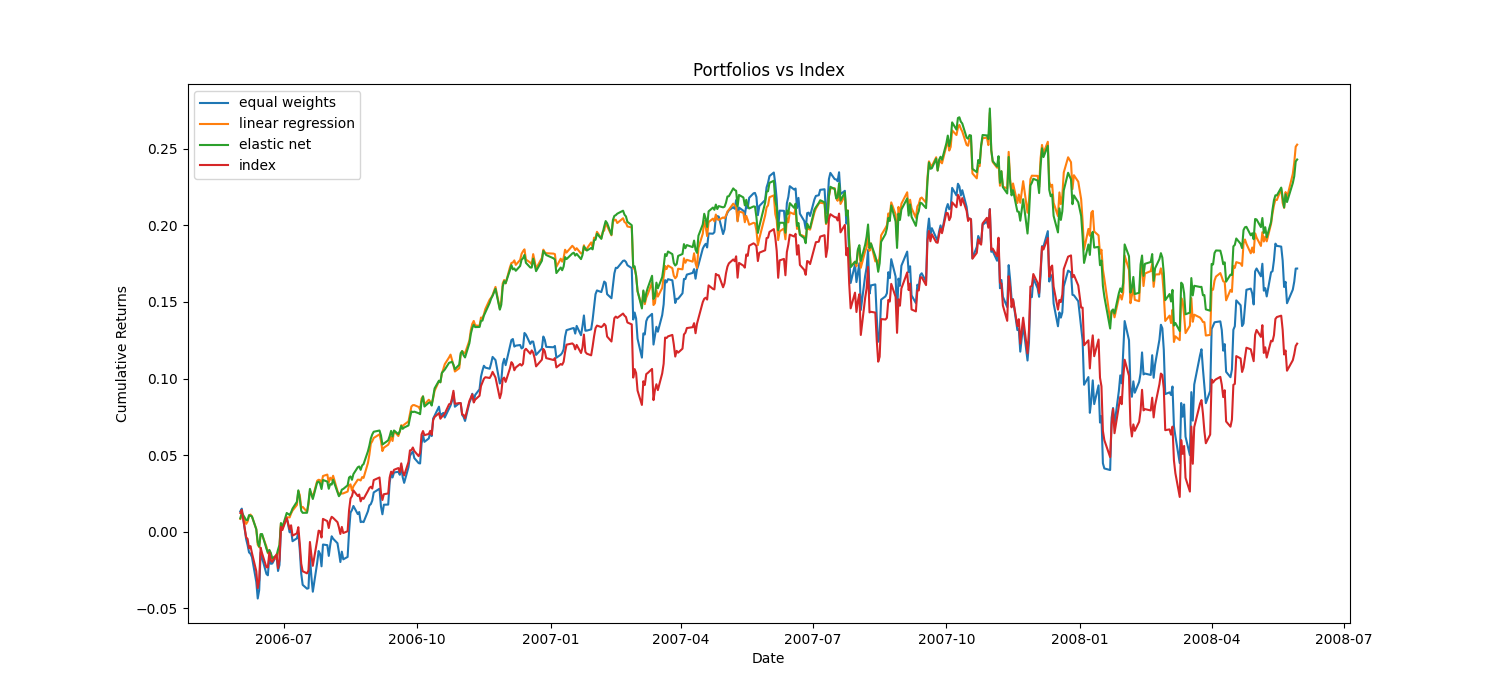 Portfolios vs Index
equal weights
linear regression
elastic net
index
Cumulative Returns
0.25
0.20
0.15
0.10
0.05
0.00
−0.05
2006-07
2006-10
2007-01
2007-04
2007-07
2007-10
2008-01
2008-04
2008-07
Date